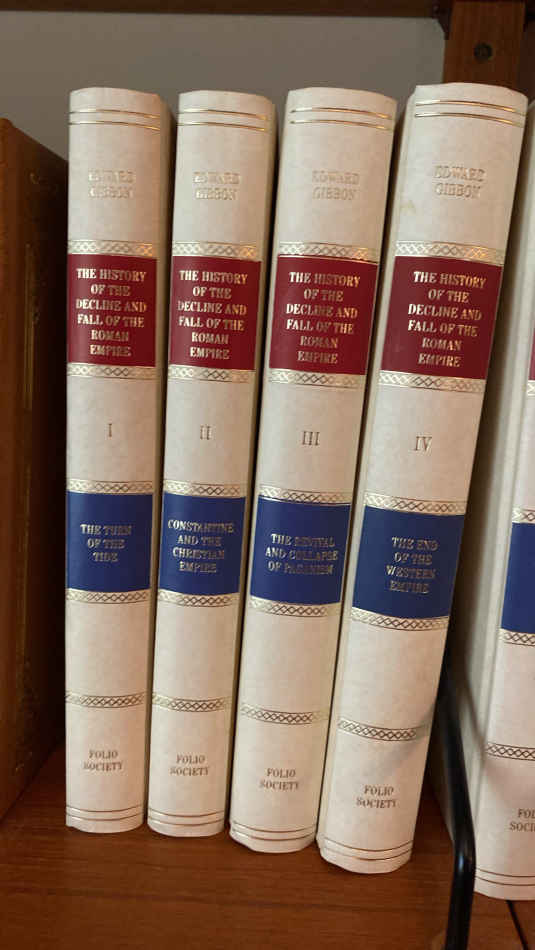 EDWARD
GIBBON
THE HISTORY
OF THE
DECLINE AND
FALL OF THE
ROMAN
EMPIRE
I
THE TURN
OF THE
TIDE
FOLIO
SOCIETY
EDWARD
GIBBON
THE HISTORY
OF THE
DECLINE AND
FALL OF THE
ROMAN
EMPIRE
II
CONSTANTINE
AND THE
CHRISTIAN
EMPIRE
FOLIO
SOCIETY
EDWARD
GIBBON
THE HISTORY
OF THE
DECLINE AND
FALL OF THE
ROMAN
EMPIRE
III
THE REVIVAL
AND COLLAPSE
OF PAGANISM
FOLIO
SOCIETY
EDWARD
GIBBON
THE HISTORY
OF THE
DECLINE AND
FALL OF THE
ROMAN
EMPIRE
IV
THE END
OF THE
WESTERN
EMPIRE
FOLIO
SOCIETY